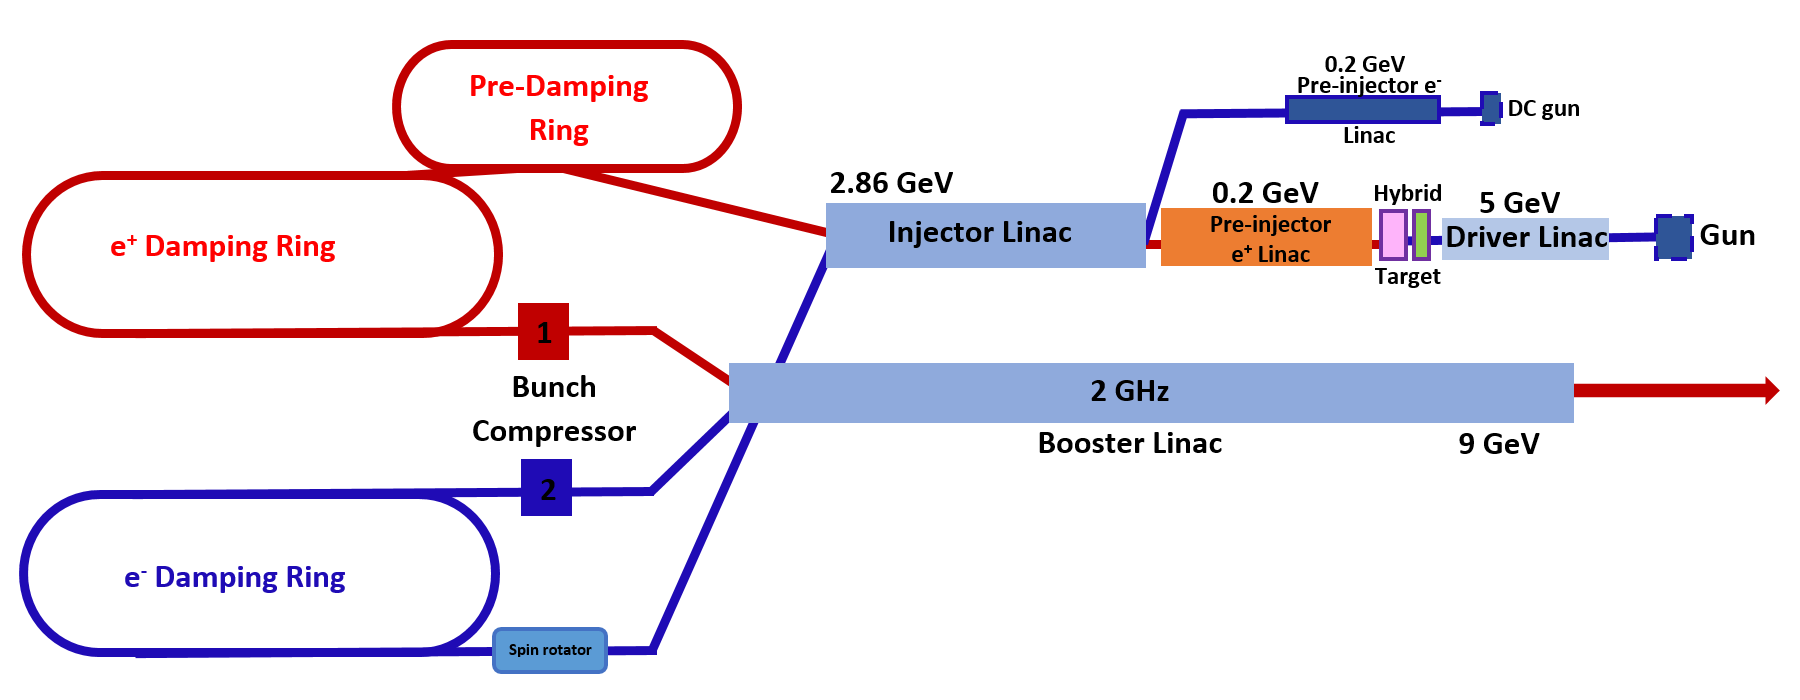 0.2 GeV
Pre-injector e⁻
DC gun
Linac
Pre-Damping
Ring
2.86 GeV
Injector Linac
0.2 GeV
Pre-injector
e⁺ Linac
Hybrid
Target
5 GeV
Driver Linac
Gun
e⁺ Damping Ring
1
Bunch
Compressor
2
2 GHz
Booster Linac
9 GeV
e⁻ Damping Ring
Spin rotator